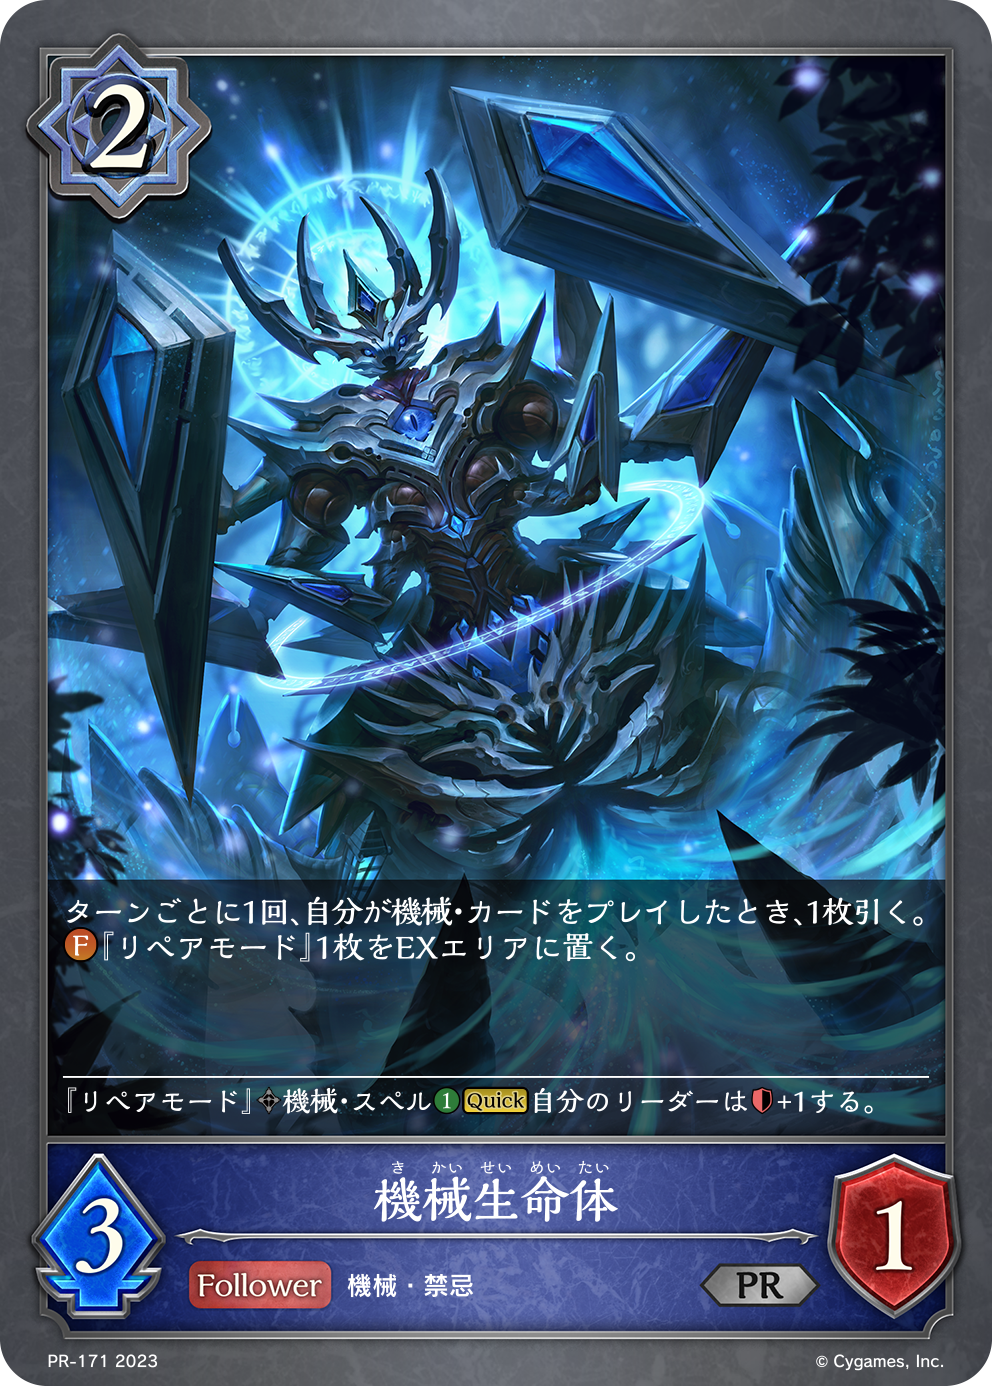 2
ターンごとに1回、自分が機械・カードをプレイしたとき、1枚引く。
F『リペアモード』1枚をEXエリアに置く。
『リペアモード』機械・スペル1 Quick 自分のリーダーは+1する。
き かい せい めい たい
機械生命体
3
1
Follower 機械・禁忌
PR
PR-171 2023
© Cygames, Inc.